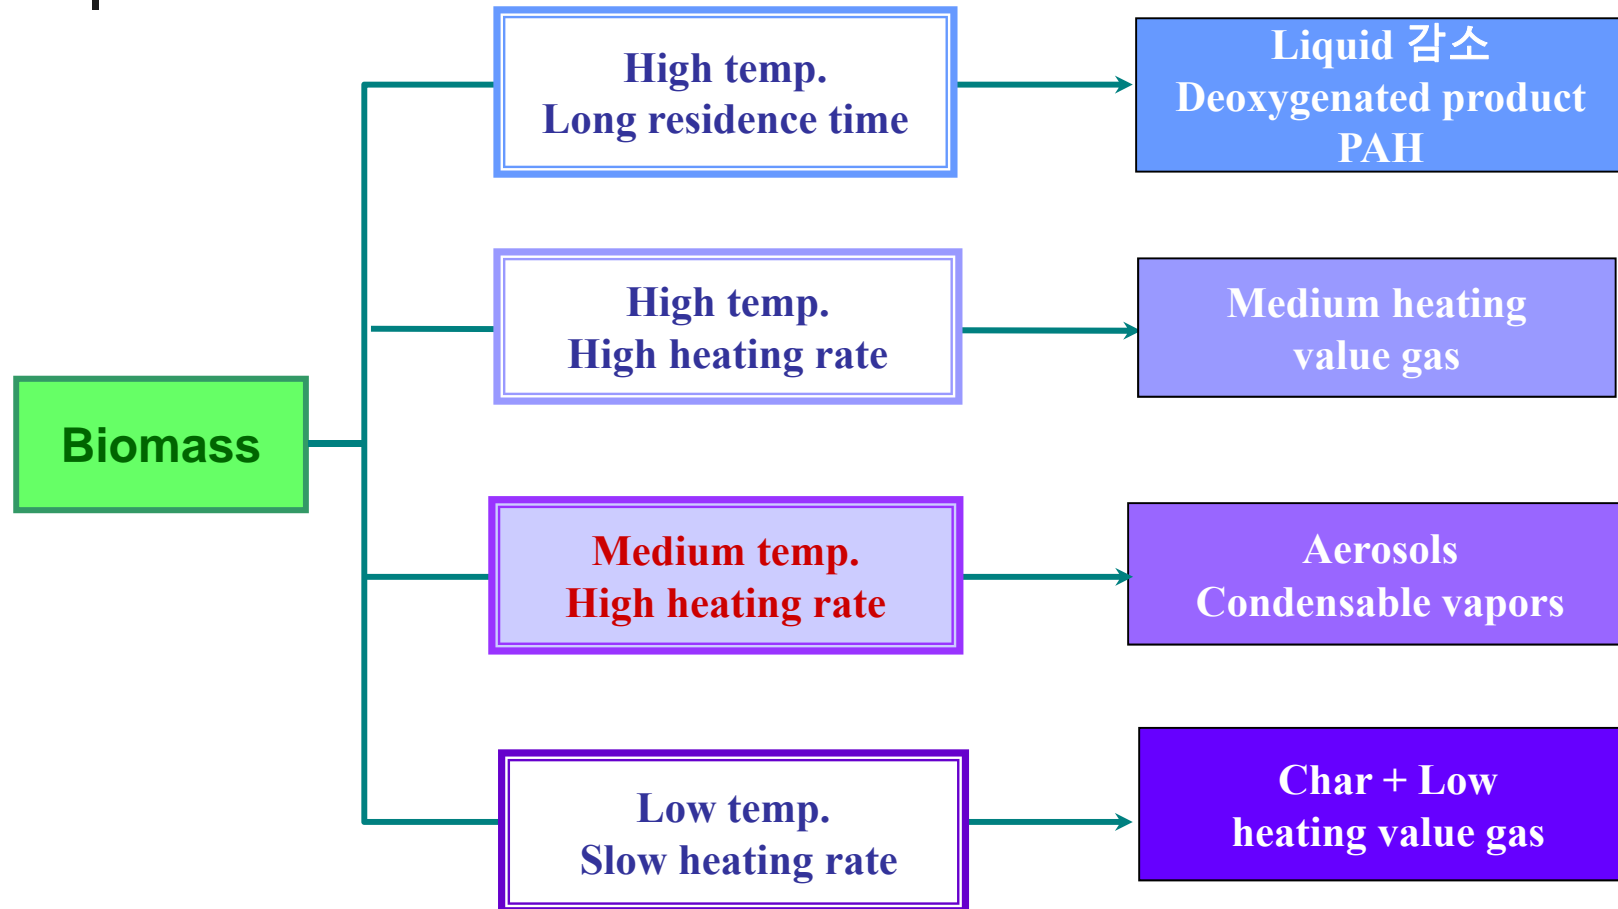 High temp.
Long residence time
Liquid 감소
Deoxygenated product
PAH
High temp.
High heating rate
Medium heating
value gas
Biomass
Medium temp.
High heating rate
Aerosols
Condensable vapors
Low temp.
Slow heating rate
Char + Low
heating value gas